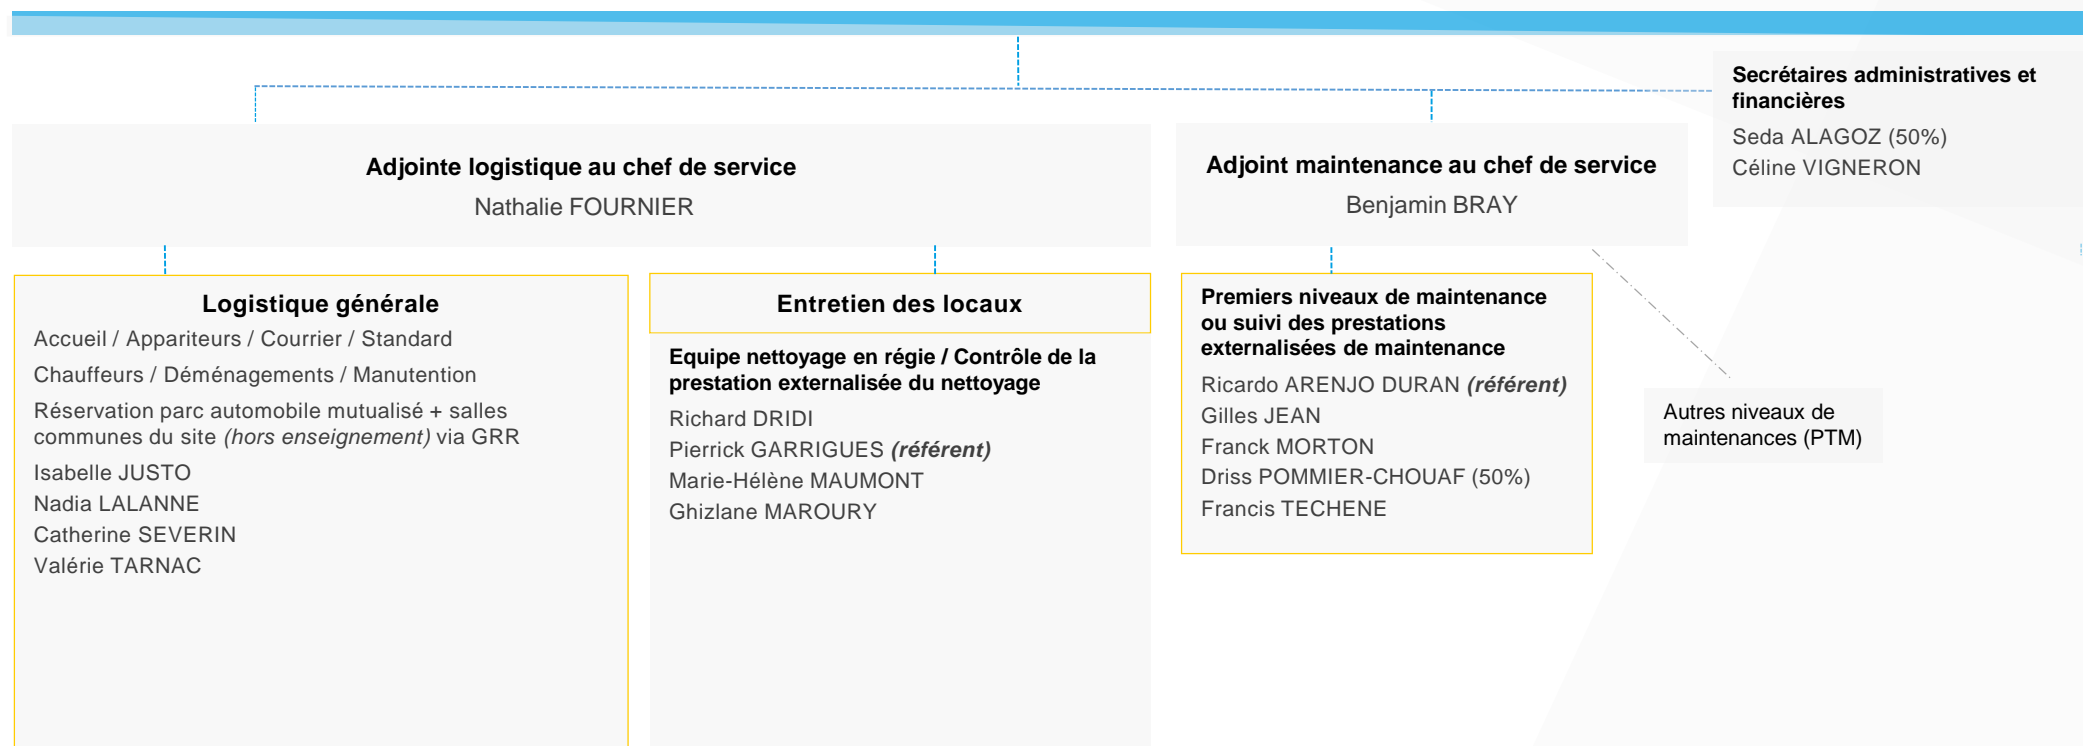 Secrétaires administratives et
financières
Seda ALAGOZ (50%)
Céline VIGNERON
Adjointe logistique au chef de service
Nathalie FOURNIER
Adjoint maintenance au chef de service
Benjamin BRAY
Logistique générale
Accueil / Appariteurs / Courrier / Standard
Chauffeurs / Déménagements / Manutention
Réservation parc automobile mutualisé + salles
communes du site (hors enseignement) via GRR
Isabelle JUSTO
Nadia LALANNE
Catherine SEVERIN
Valérie TARNAC
Entretien des locaux
Equipe nettoyage en régie / Contrôle de la
prestation externalisée du nettoyage
Richard DRIDI
Pierrick GARRIGUES (référent)
Marie-Hélène MAUMONT
Ghizlane MAROURY
Premiers niveaux de maintenance
ou suivi des prestations
externalisées de maintenance
Ricardo ARENJO DURAN (référent)
Gilles JEAN
Franck MORTON
Driss POMMIER-CHOUAF (50%)
Francis TECHENE
Autres niveaux de
maintenances (PTM)